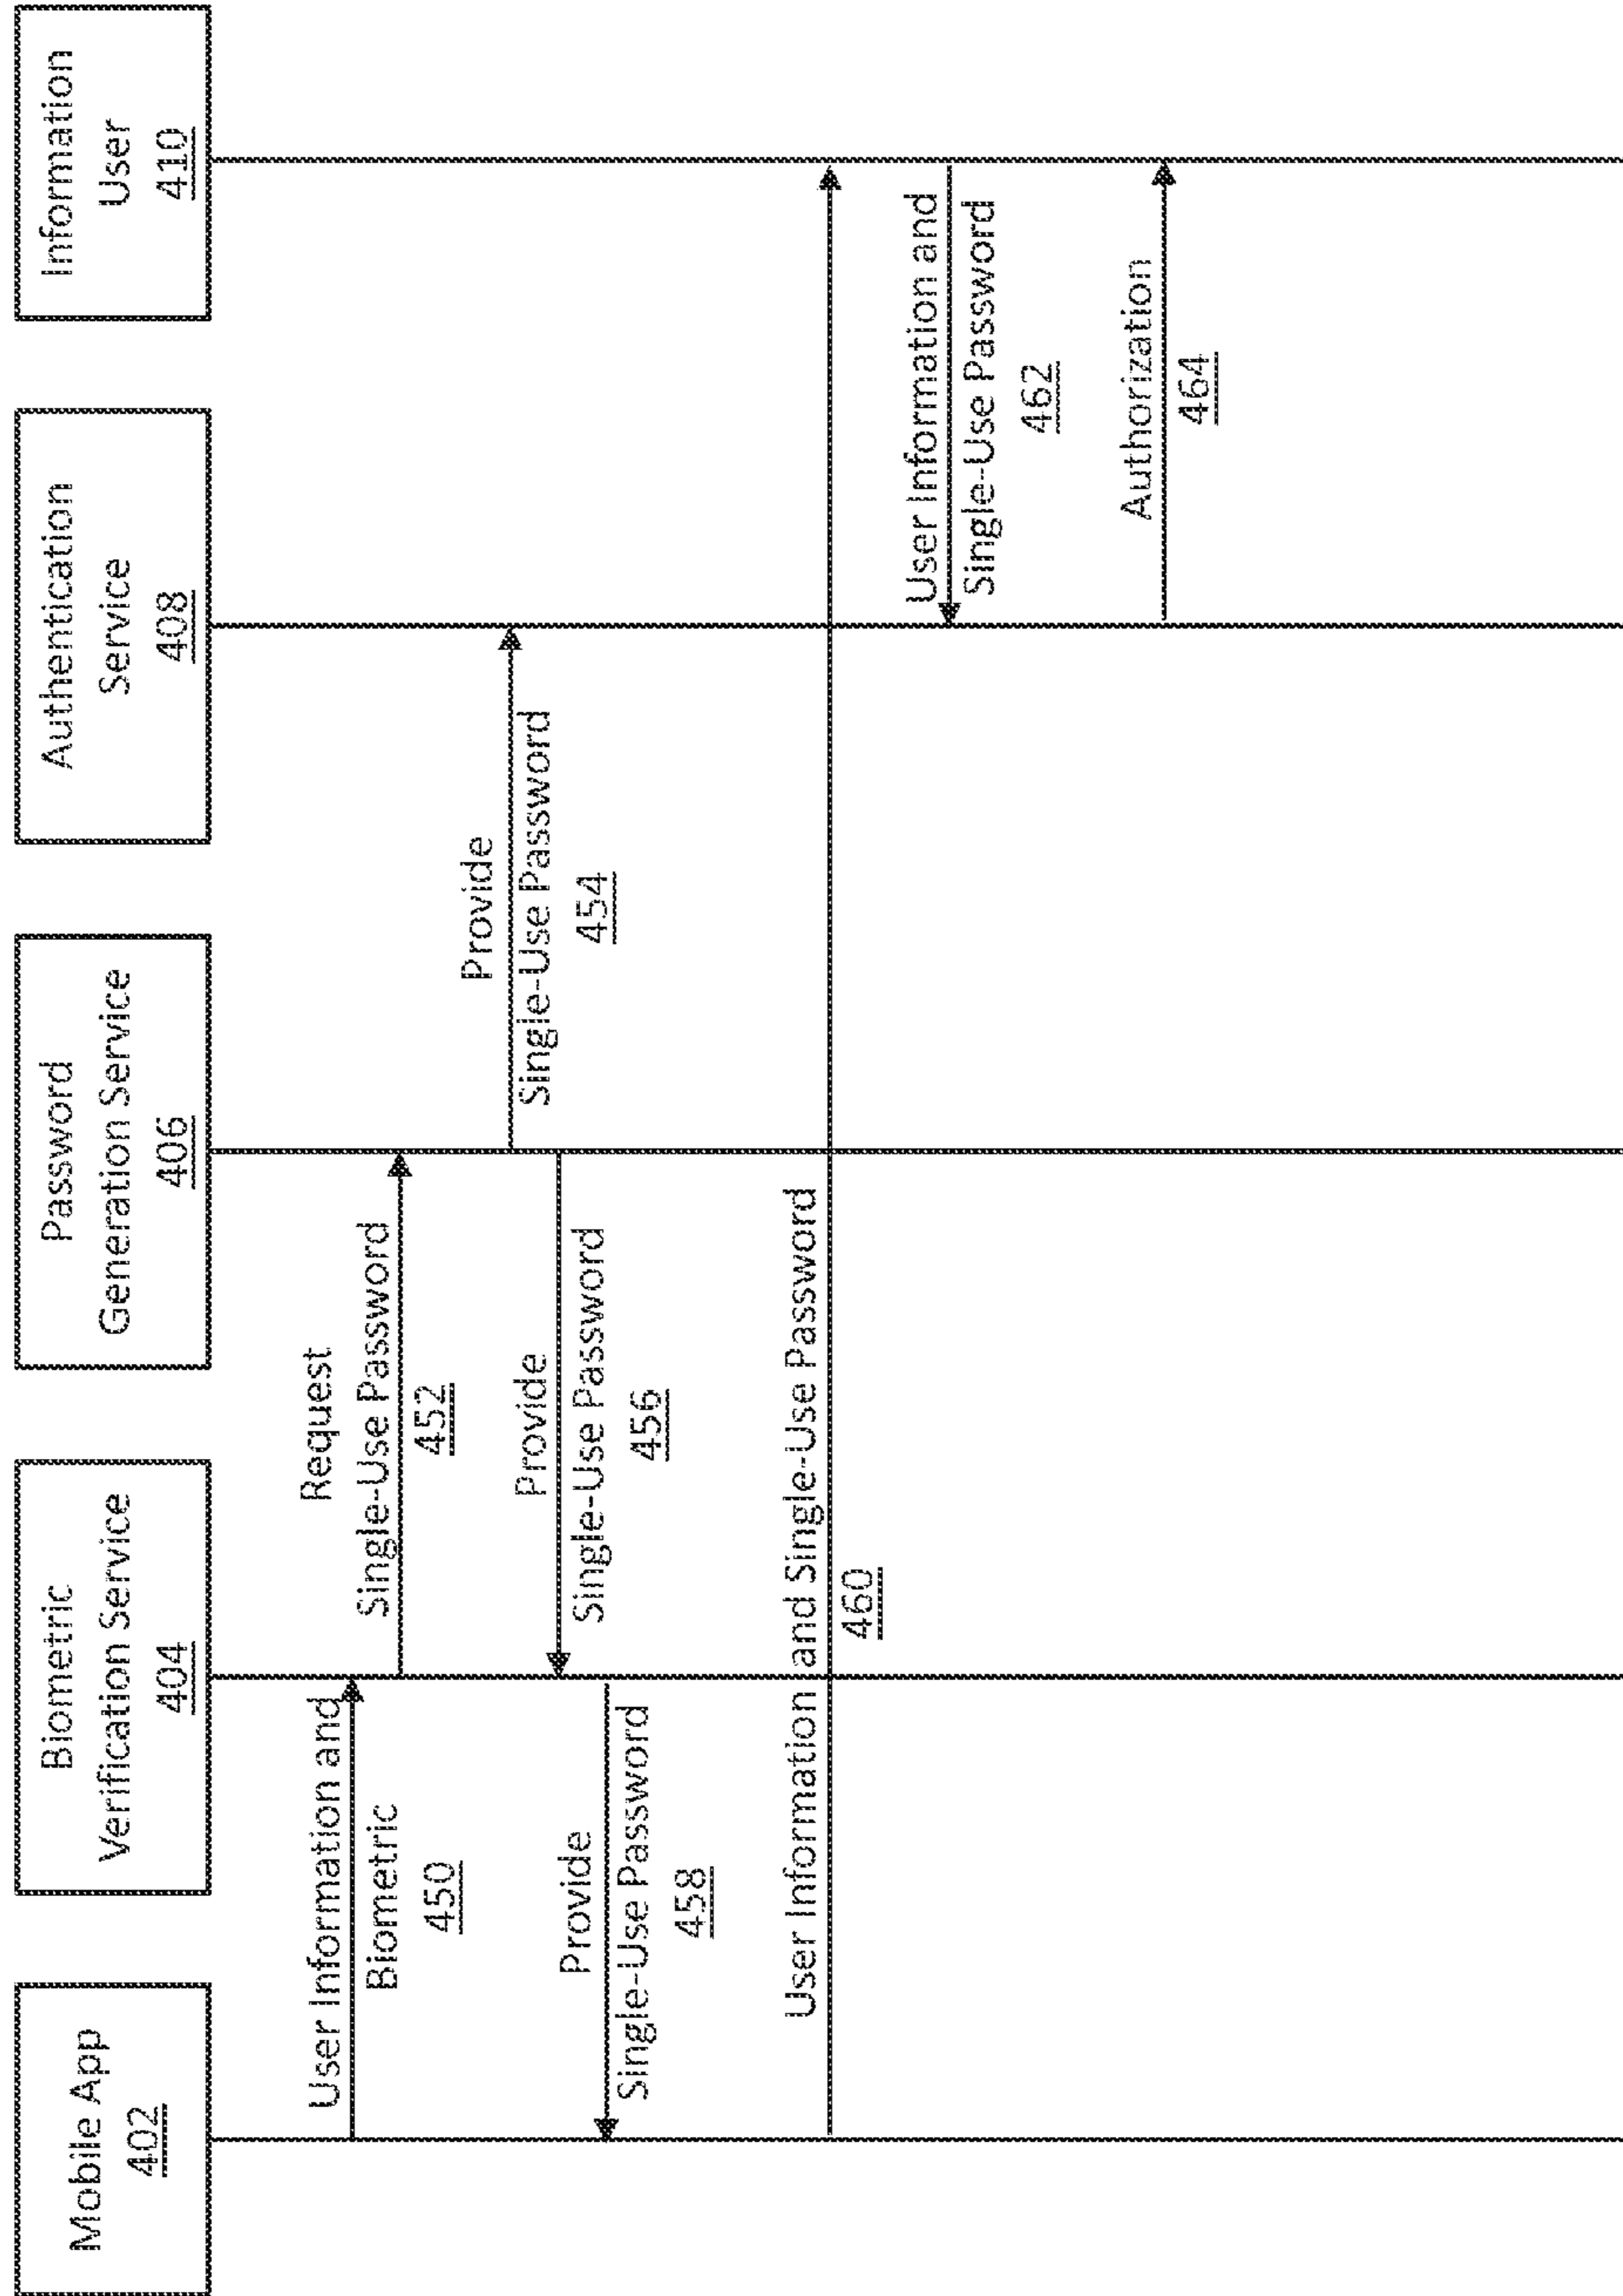 Mobile App
402
Biometric
Verification Service
404
Password
Generation Service
406
Authentication
Service
408
Information
User
410
User Information and
Biometric
450
Request
Single-Use Password
452
Provide
Single-Use Password
454
Provide
Single-Use Password
456
Provide
Single-Use Password
458
User Information and Single-Use Password
460
User Information and
Single-Use Password
462
Authorization
464